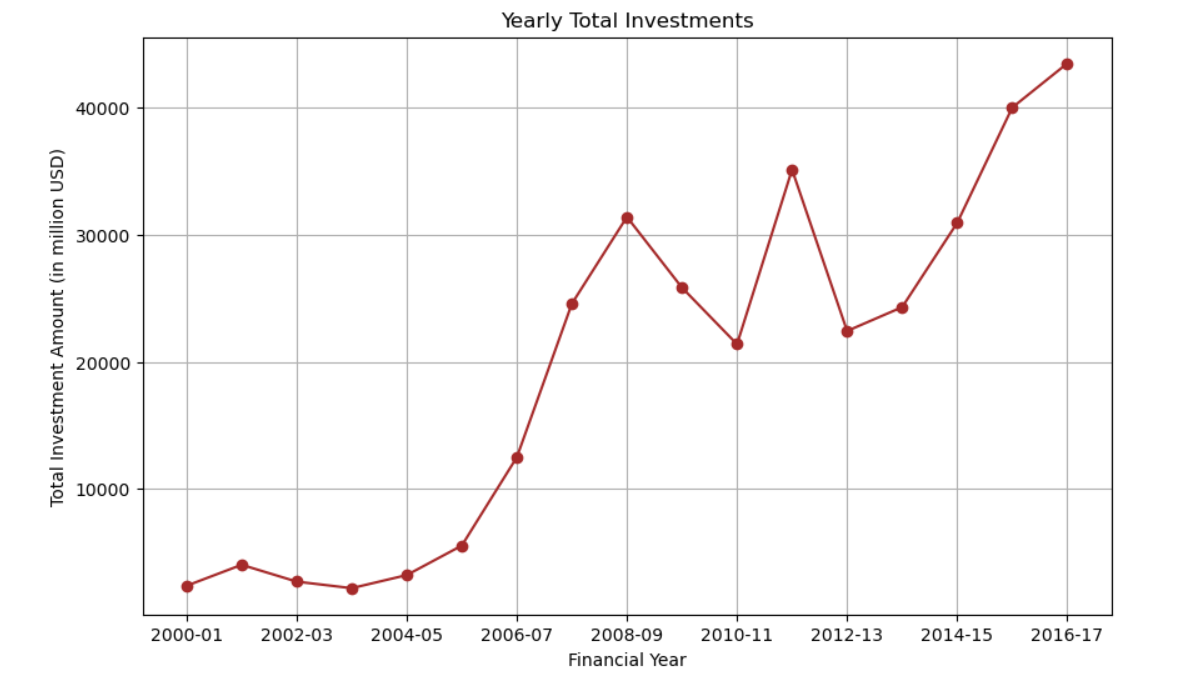 Yearly Total Investments
Total Investment Amount (in million USD)
40000
30000
20000
10000
2000-01 2002-03 2004-05 2006-07 2008-09 2010-11 2012-13 2014-15 2016-17
Financial Year